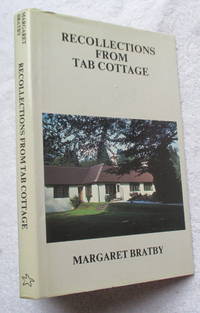 MARGARET
BRATBY
RECOLLECTIONS FROM TAB COTTAGE
RECOLLECTIONS
FROM
TAB COTTAGE
MARGARET BRATBY